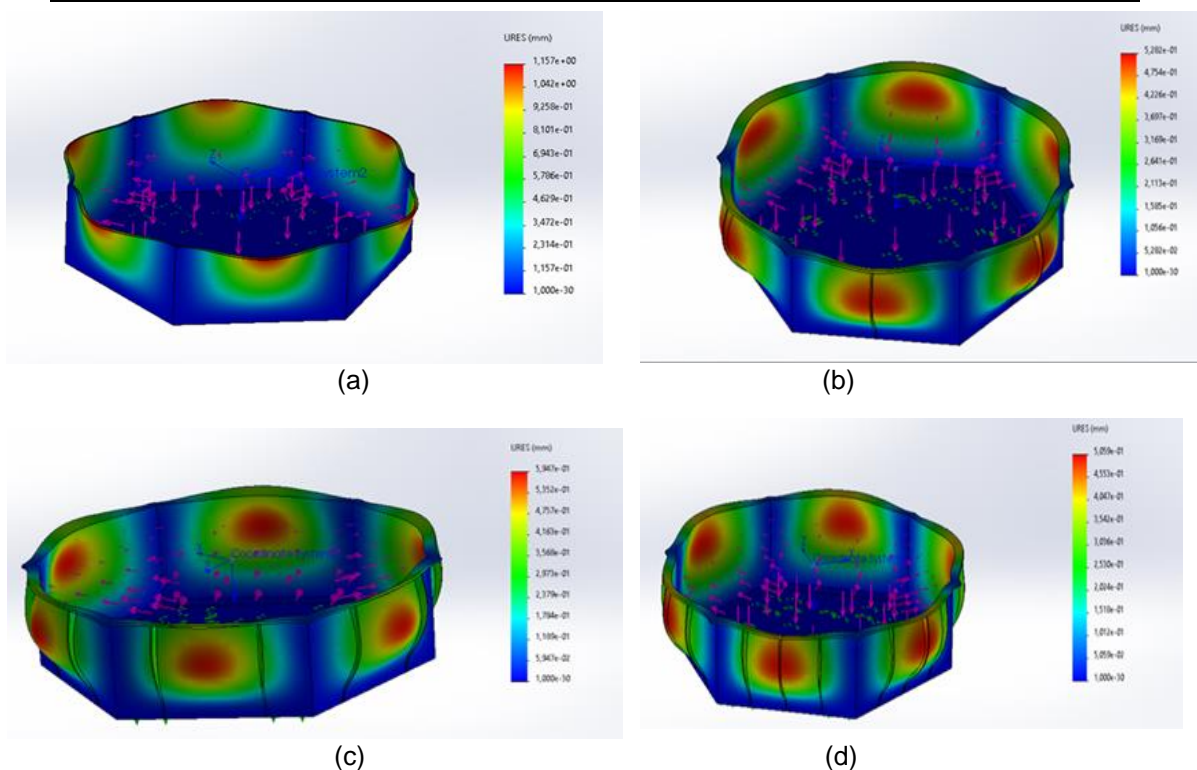 URES (mm)
1,157e+00
1,042e+00
9,258e-01
8,101e-01
6,943e-01
5,786e-01
4,629e-01
3,472e-01
2,314e-01
1,157e-01
1,000e-30
(a)
URES (mm)
5,282e-01
4,754e-01
4,226e-01
3,697e-01
3,169e-01
2,641e-01
2,113e-01
1,585e-01
1,056e-01
5,282e-02
1,000e-30
(b)
URES (mm)
5,947e-01
5,352e-01
4,757e-01
4,163e-01
3,568e-01
2,973e-01
2,379e-01
1,784e-01
1,189e-01
5,947e-02
1,000e-30
Coordinate System
(c)
URES (mm)
5,059e-01
4,553e-01
4,047e-01
3,542e-01
3,036e-01
2,530e-01
2,024e-01
1,518e-01
1,012e-01
5,059e-02
1,000e-30
(d)